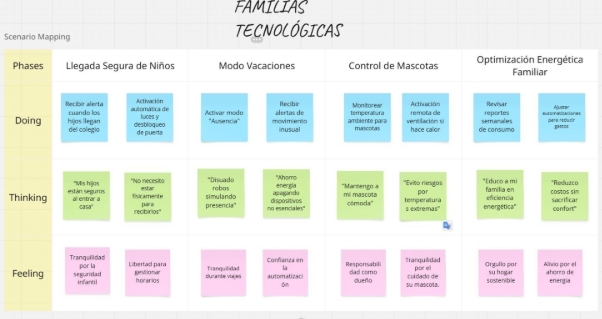 FAMILIAS
TECNOLÓGICAS
Scenario Mapping
Phases
Llegada Segura de Niños
Modo Vacaciones
Control de Mascotas
Optimización Energética
Familiar
Doing
Recibir alerta
cuando los
hijos llegan
del colegio
Activación
automática de
luces y
desbloqueo
de puerta
Activar modo
"Ausencia"
Recibir
alertas de
movimiento
inusual
Monitorear
temperatura
ambiente para
mascotas
Activación
remota de
ventilación si
hace calor
Revisar
reportes
semanales
de consumo
Ajustar
automatizaciones
para reducir
gastos
Thinking
"Mis hijos
están seguros
al entrar a
casa"
"No necesito
estar
físicamente
para
recibirlos"
"Disuado
robos
simulando
presencia"
"Ahorro
energía
apagando
dispositivos
no esenciales"
"Mantengo a
mi mascota
cómoda"
"Evito riesgos
por
temperatura
s extremas"
"Educo a mi
familia en
eficiencia
energética"
"Reduzco
costos sin
sacrificar
confort"
Feeling
Tranquilidad
por la
seguridad
infantil
Libertad para
gestionar
horarios
Tranquilidad
durante viajes
Confianza en
la
automatizaci
ón
Responsabili
dad como
dueño
Tranquilidad
por el
cuidado de
su mascota.
Orgullo por
su hogar
sostenible
Alivio por el
ahorro de
energía